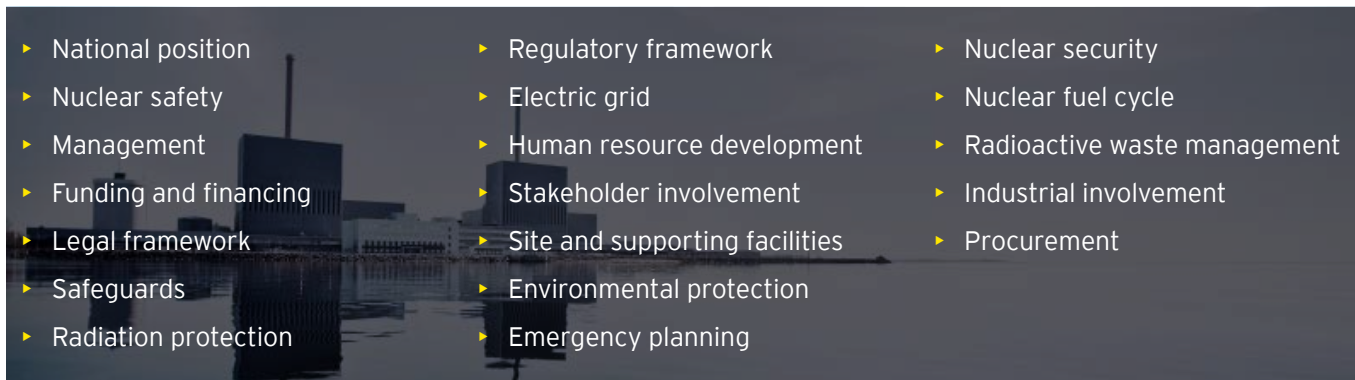 National position
Nuclear safety
Management
Funding and financing
Legal framework
Safeguards
Radiation protection
Regulatory framework
Electric grid
Human resource development
Stakeholder involvement
Site and supporting facilities
Environmental protection
Emergency planning
Nuclear security
Nuclear fuel cycle
Radioactive waste management
Industrial involvement
Procurement